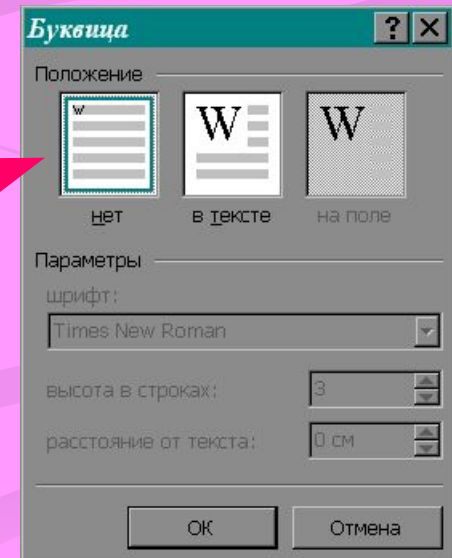 Буквица
Положение
W W W
нет в тексте на поле
Параметры
шрифт:
Times New Roman
высота в строках: 3
расстояние от текста: 0 см
ОК Отмена